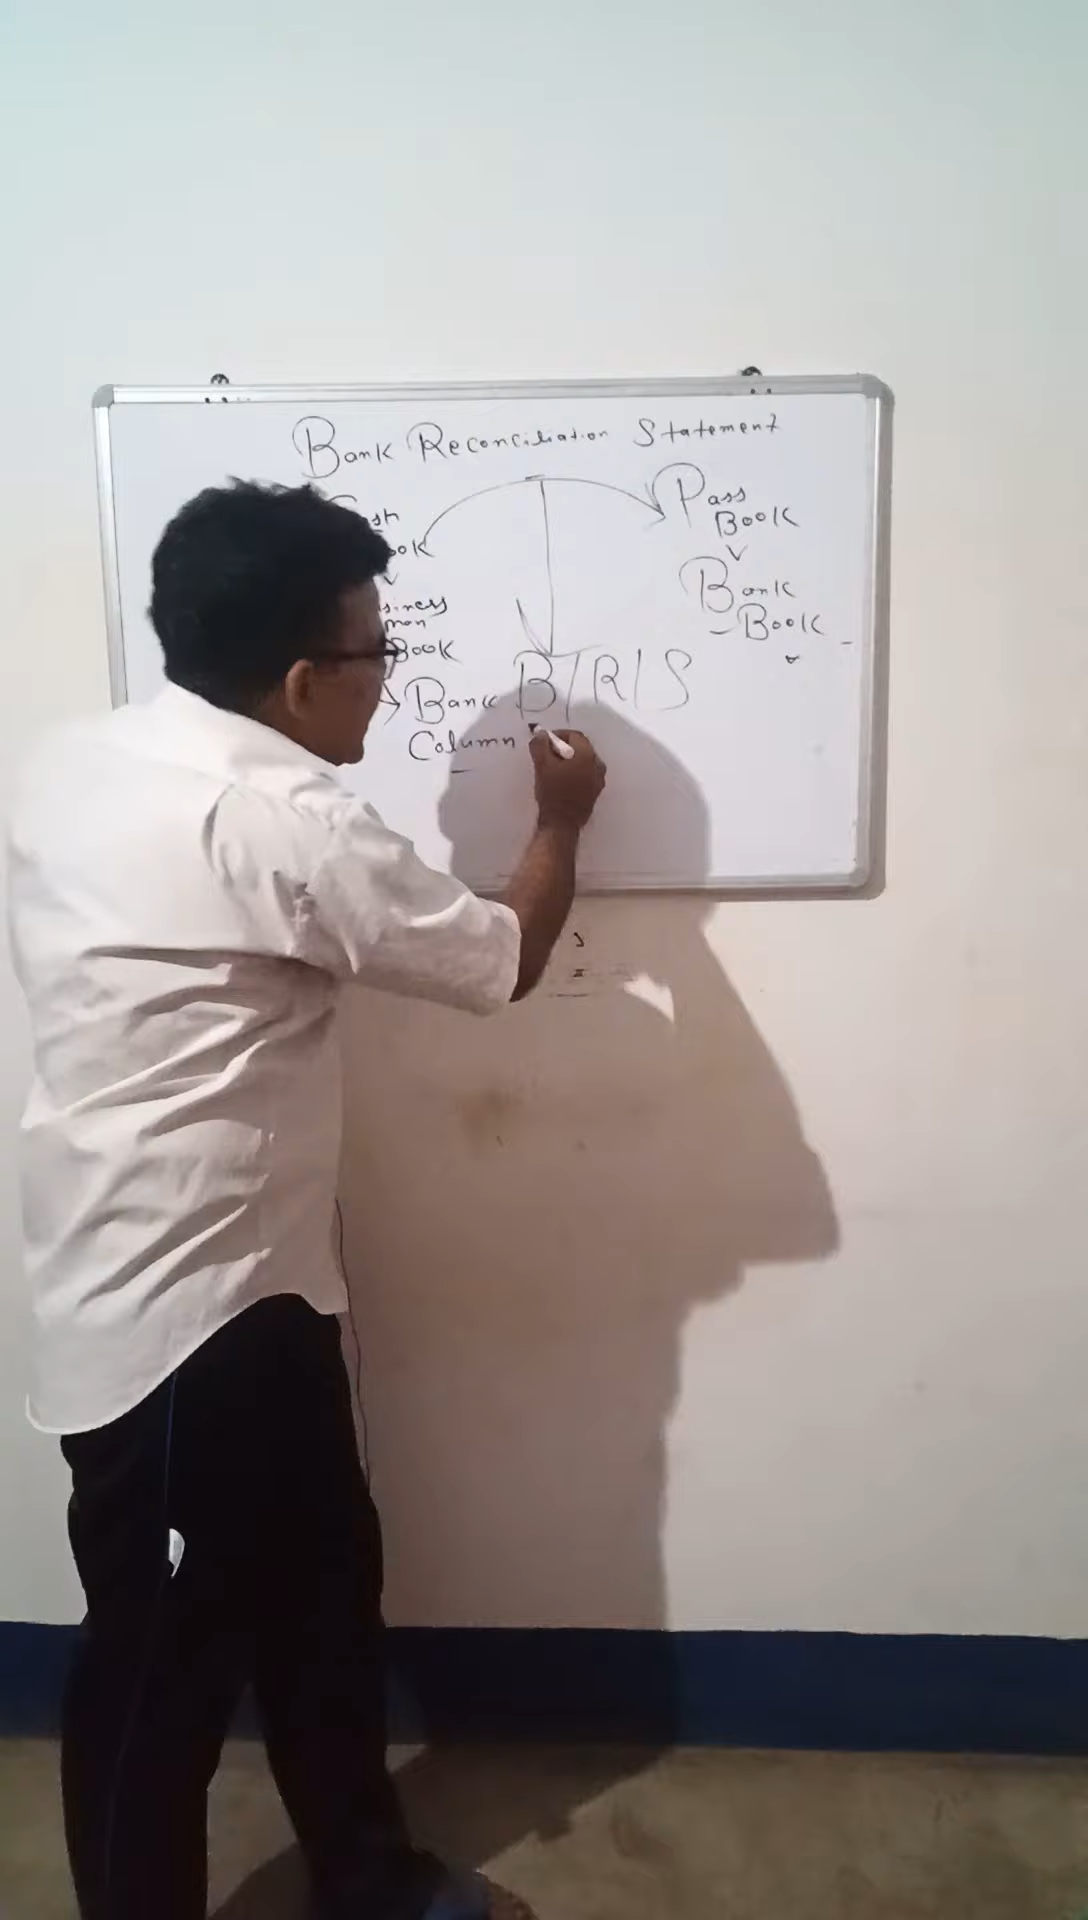 Bank Reconciliation Statement
Pass
Book
Bank
Book
Book
Bank
Column
B/R/S